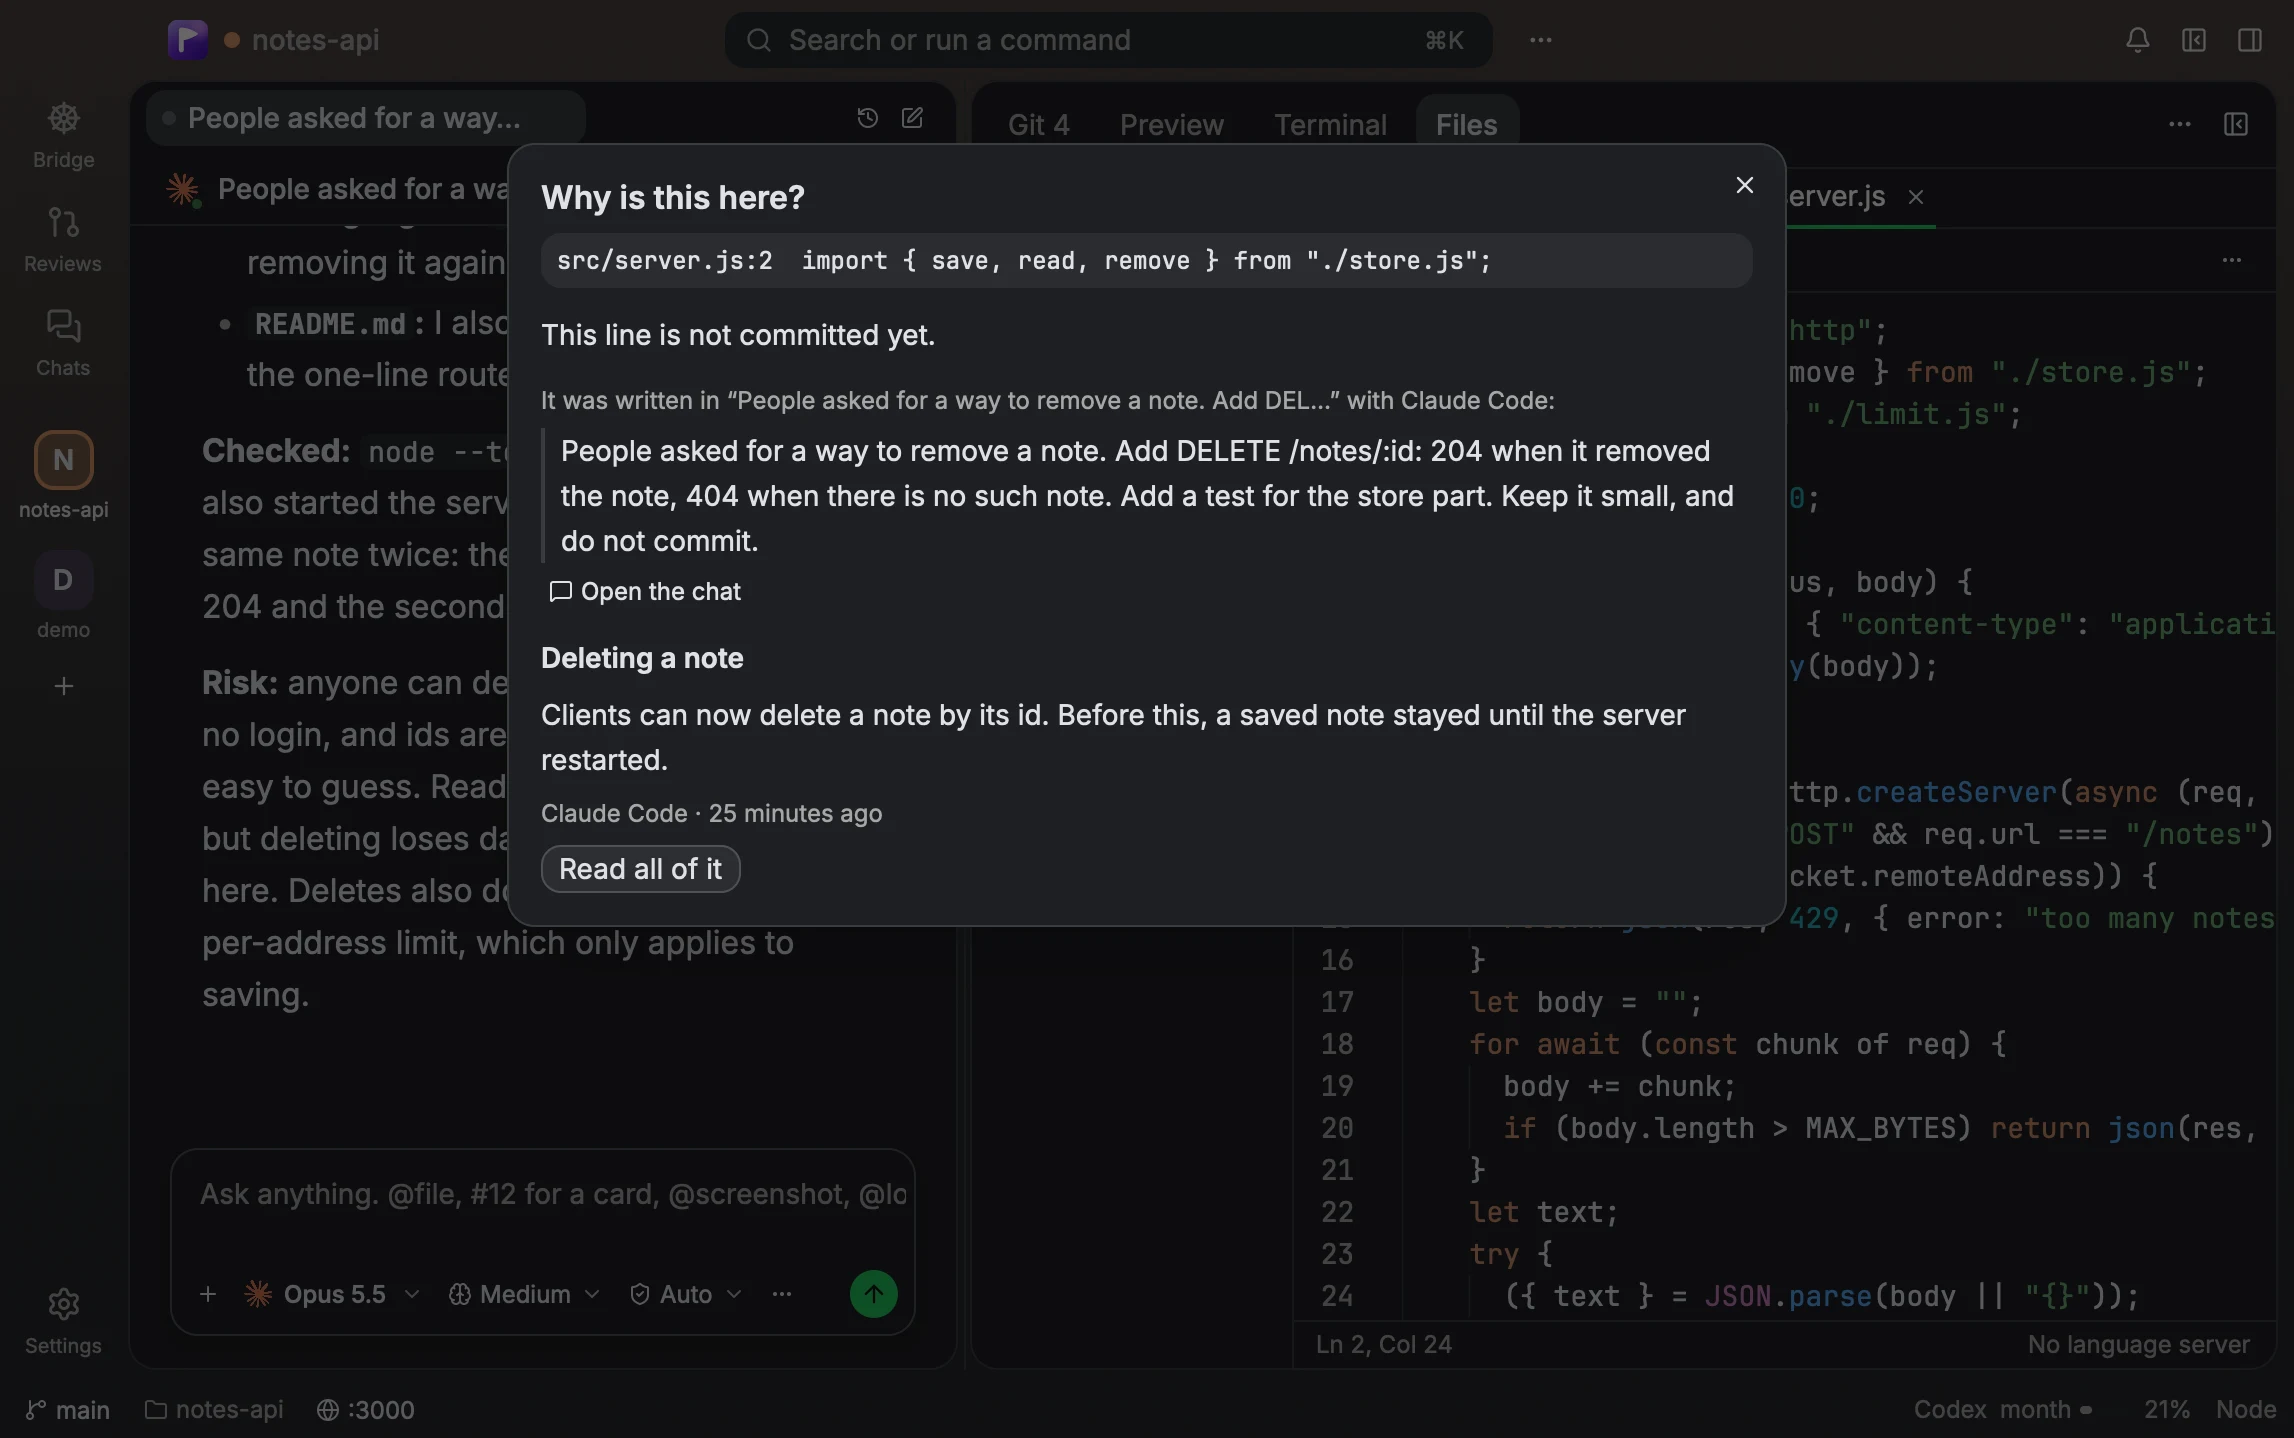 notes-api
Search or run a command
⌘K
Bridge
Reviews
Chats
N
notes-api
D
demo
Settings
People asked for a way...
People asked for a wa
removing it again
README.md: I also
the one-line route
Checked: node --te
also started the serv
same note twice: the
204 and the second
Risk: anyone can de
no login, and ids are
easy to guess. Read
but deleting loses da
here. Deletes also do
per-address limit, which only applies to
saving.
Ask anything. @file, #12 for a card, @screenshot, @lo
Opus 5.5
Medium
Auto
Git 4
Preview
Terminal
Files
Why is this here?
src/server.js:2 import { save, read, remove } from "./store.js";
This line is not committed yet.
It was written in “People asked for a way to remove a note. Add DEL...” with Claude Code:
People asked for a way to remove a note. Add DELETE /notes/:id: 204 when it removed
the note, 404 when there is no such note. Add a test for the store part. Keep it small, and
do not commit.
Open the chat
Deleting a note
Clients can now delete a note by its id. Before this, a saved note stayed until the server
restarted.
Claude Code · 25 minutes ago
Read all of it
erver.js
http";
move } from "./store.js";
"./limit.js";
0;
us, body) {
{ "content-type": "applicati
y(body));
ttp.createServer(async (req,
OST" && req.url === "/notes")
cket.remoteAddress)) {
429, { error: "too many notes
16 }
17 let body = "";
18 for await (const chunk of req) {
19 body += chunk;
20 if (body.length > MAX_BYTES) return json(res,
21 }
22 let text;
23 try {
24 ({ text } = JSON.parse(body || "{}"));
Ln 2, Col 24
No language server
main
notes-api
:3000
Codex month
21%
Node